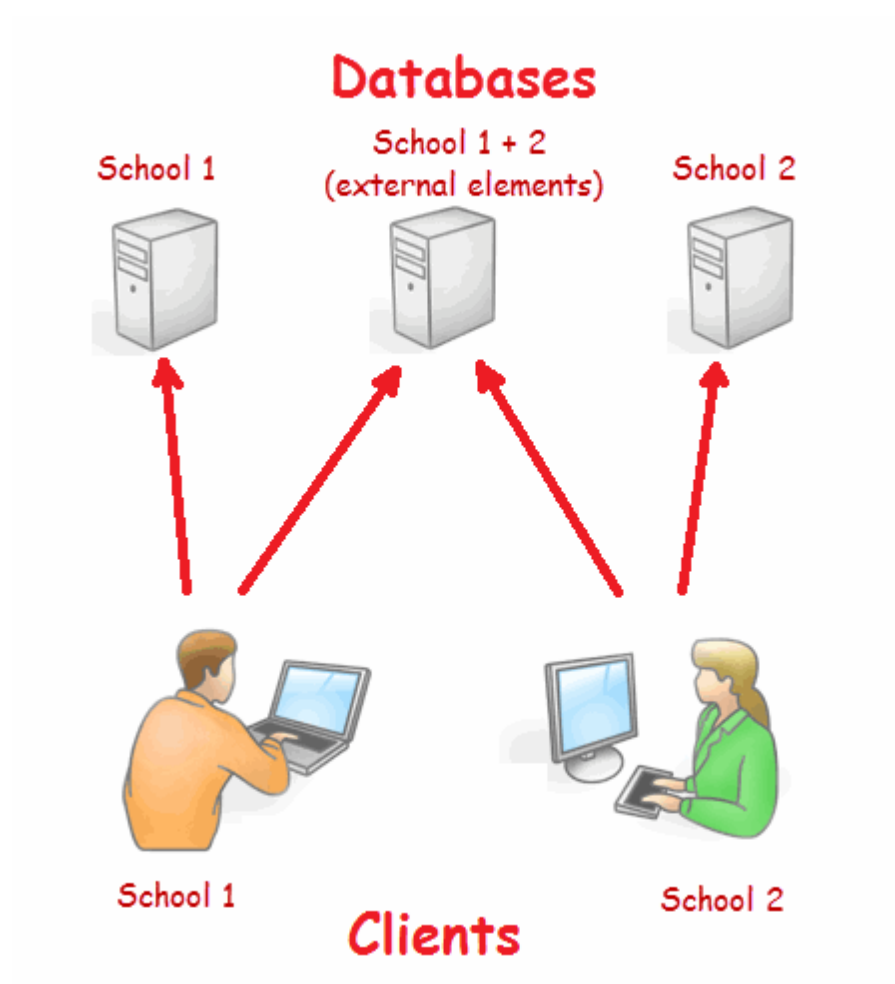 Databases
School 1
School 1 + 2
(external elements)
School 2
School 1
School 2
Clients